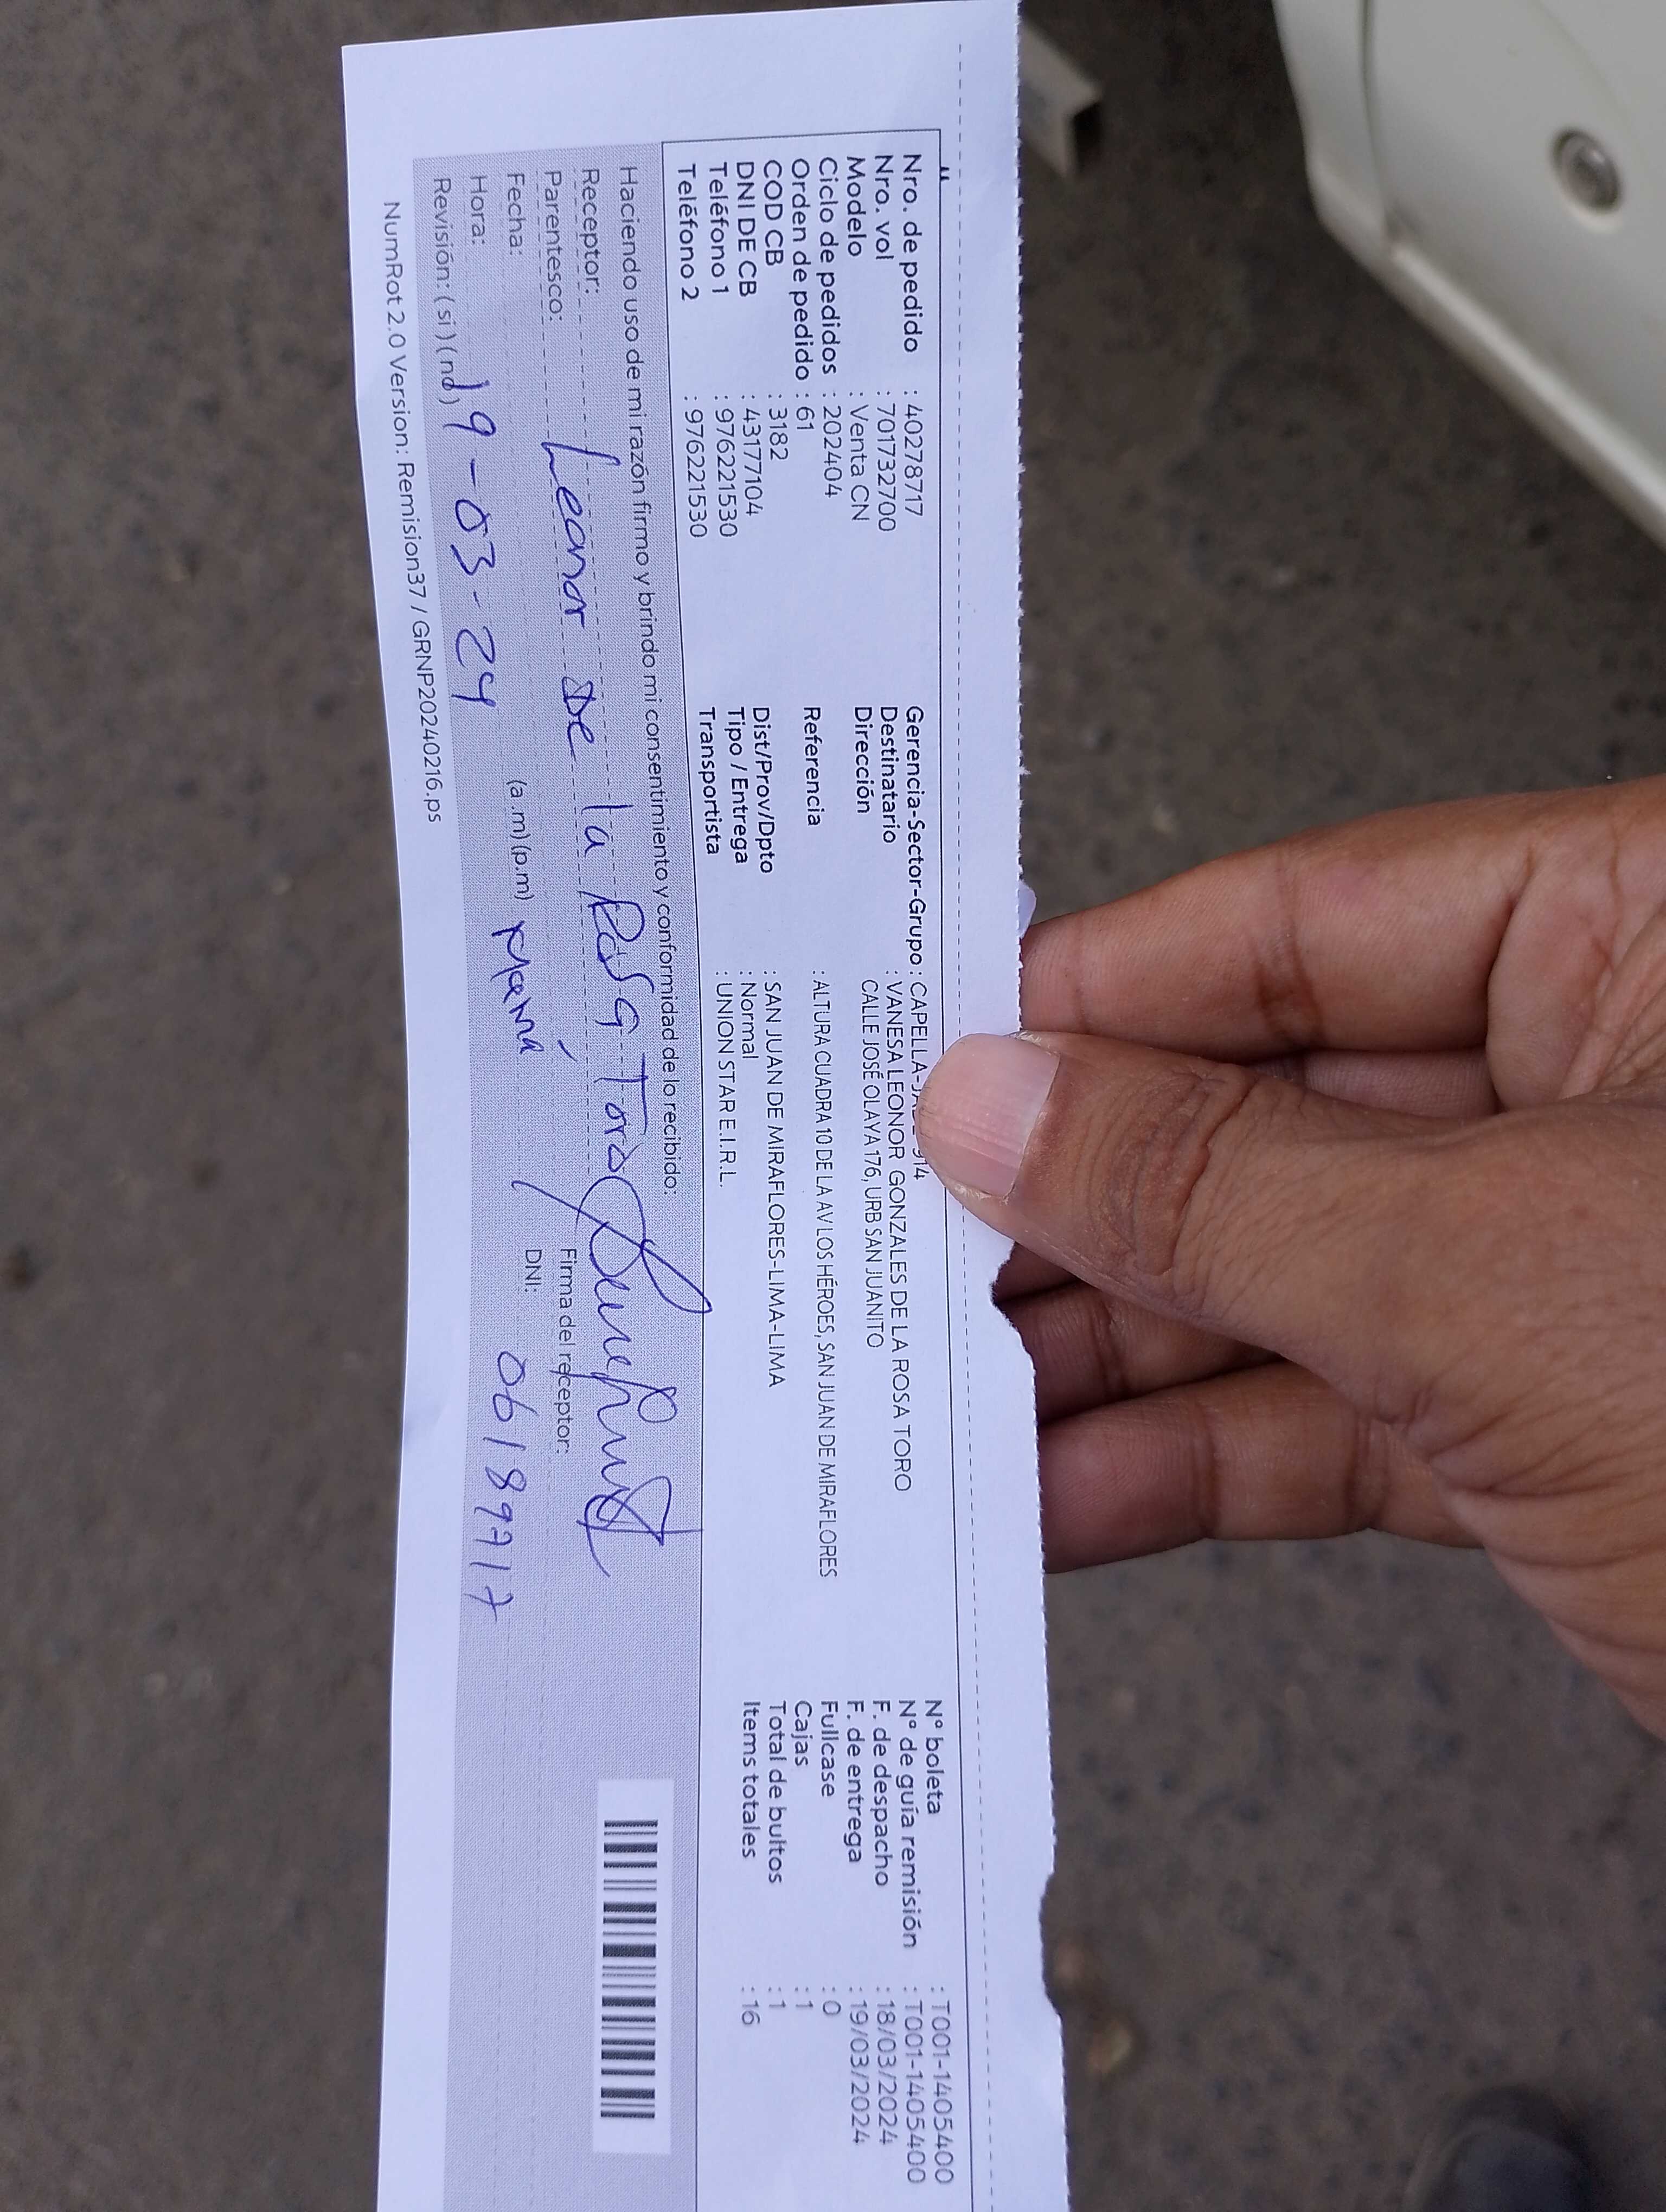 Nro. de pedido : 40278717
Nro. vol : 701732700
Modelo : Venta CN
Ciclo de pedidos : 202404
Orden de pedido : 61
COD CB : 3182
DNI DE CB : 43177104
Teléfono 1 : 976221530
Teléfono 2 : 976221530
Gerencia-Sector-Grupo : CAPELLA-
Destinatario : VANESA LEONOR GONZALES DE LA ROSA TORO
Dirección CALLE JOSÉ OLAYA 176, URB SAN JUANITO
Referencia : ALTURA CUADRA 10 DE LA AV LOS HÉROES, SAN JUAN DE MIRAFLORES
Dist/Prov/Dpto : SAN JUAN DE MIRAFLORES-LIMA-LIMA
Tipo / Entrega : Normal
Transportista : UNION STAR E.I.R.L.
N° boleta : T001-1405400
N° de guía remisión : T001-1405400
F. de despacho : 18/03/2024
F. de entrega : 19/03/2024
Fullcase : 0
Cajas : 1
Total de bultos : 1
Items totales : 16
Haciendo uso de mi razón firmo y brindo mi consentimiento y conformidad de lo recibido:
Receptor: Leonor De la Rosa Toro
Parentesco: Mamá
Fecha: 19-03-24
Hora: (a.m) (p.m)
Revisión: ( si ) ( no )
Firma del receptor:
DNI: 06189717
NumRot 2.0 Version: Remision37 / GRNP20240216.ps